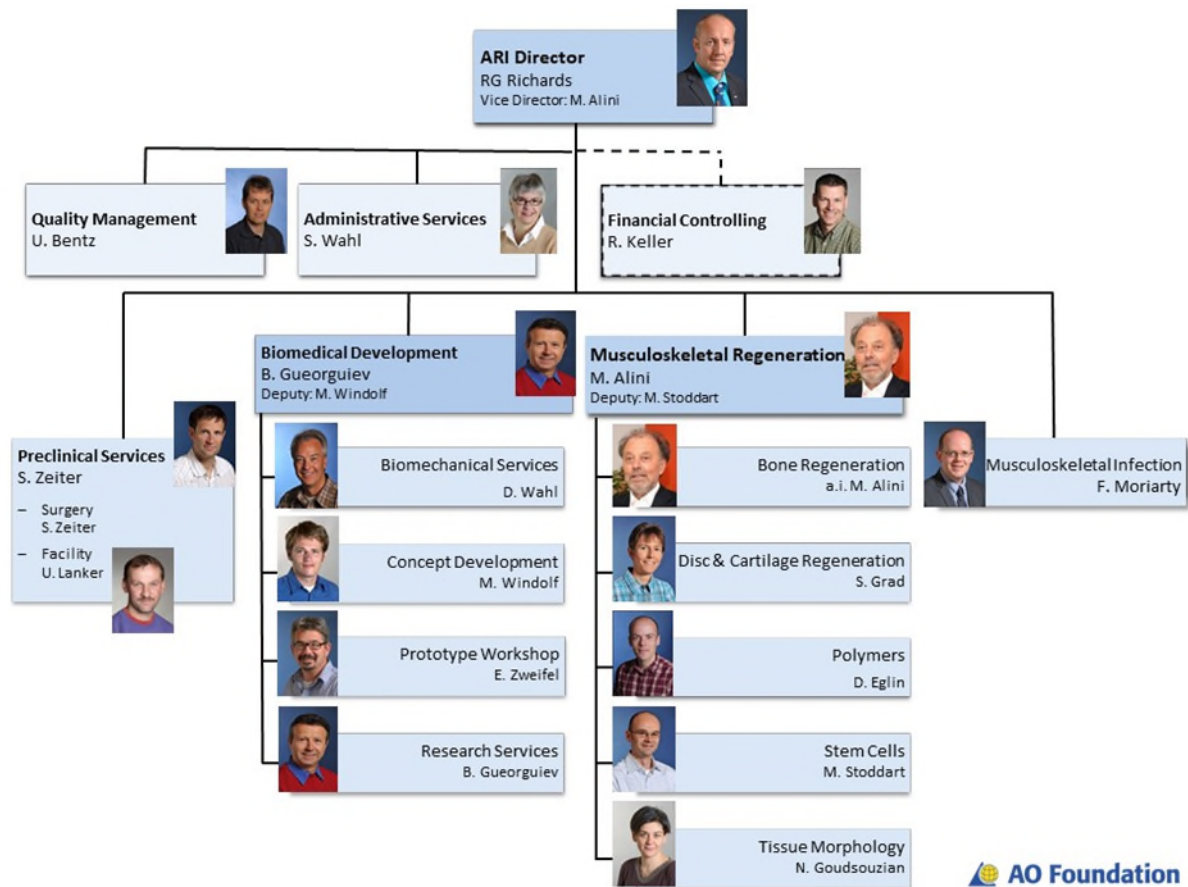 ARI Director
RG Richards
Vice Director: M. Alini
Quality Management
U. Bentz
Administrative Services
S. Wahl
Financial Controlling
R. Keller
Biomedical Development
B. Gueorguiev
Deputy: M. Windolf
Musculoskeletal Regeneration
M. Alini
Deputy: M. Stoddart
Preclinical Services
S. Zeiter
– Surgery
S. Zeiter
– Facility
U. Lanker
Biomechanical Services
D. Wahl
Concept Development
M. Windolf
Prototype Workshop
E. Zweifel
Research Services
B. Gueorguiev
Bone Regeneration
a.i. M. Alini
Disc & Cartilage Regeneration
S. Grad
Polymers
D. Eglin
Stem Cells
M. Stoddart
Tissue Morphology
N. Goudsouzian
Musculoskeletal Infection
F. Moriarty
AO Foundation